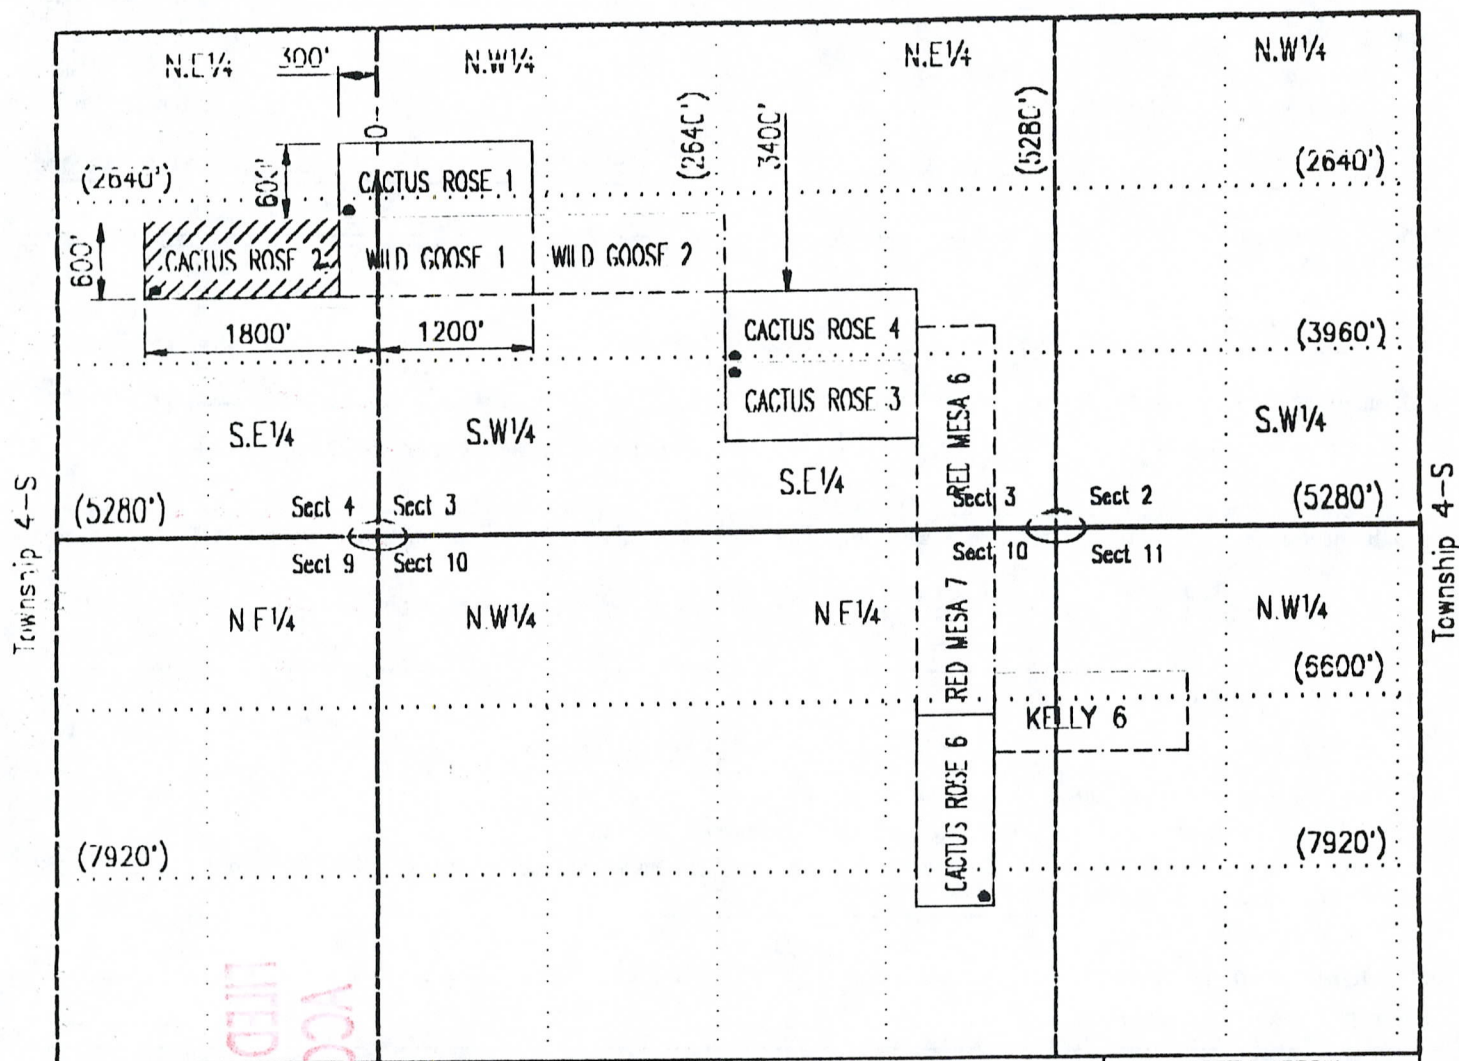 N.E1/4 300' N.W1/4 N.E1/4 N.W1/4
(2640') 3400' (5280')
(2640') 600' CACTUS ROSE 1 (2640')
600' CACTUS ROSE 2 WILD GOOSE 1 WILD GOOSE 2
1800' 1200' CACTUS ROSE 4 (3960')
CACTUS ROSE 3 RED MESA 6
S.E1/4 S.W1/4 S.W1/4
S.E1/4
(5280') Sect 4 Sect 3 Sect 3 Sect 2 (5280')
Sect 9 Sect 10 Sect 10 Sect 11
Township 4-S Township 4-S
N E1/4 N.W1/4 N E1/4 RED MESA 7 N.W1/4
(6600')
KELLY 6
CACTUS ROSE 6
(7920') (7920')